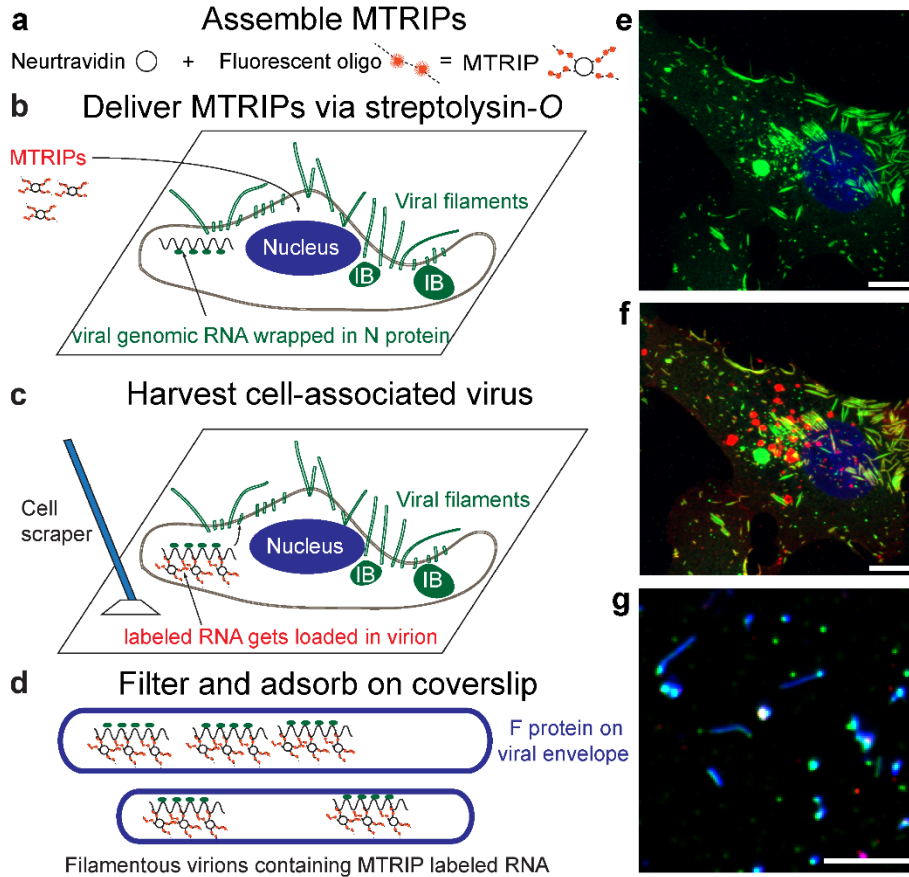 a Assemble MTRIPs
Neurtravidin + Fluorescent oligo = MTRIP
b Deliver MTRIPs via streptolysin-O
MTRIPs
Viral filaments
Nucleus
IB
IB
viral genomic RNA wrapped in N protein
c Harvest cell-associated virus
Cell
scraper
Viral filaments
Nucleus
IB
IB
labeled RNA gets loaded in virion
d Filter and adsorb on coverslip
F protein on
viral envelope
Filamentous virions containing MTRIP labeled RNA
e
f
g